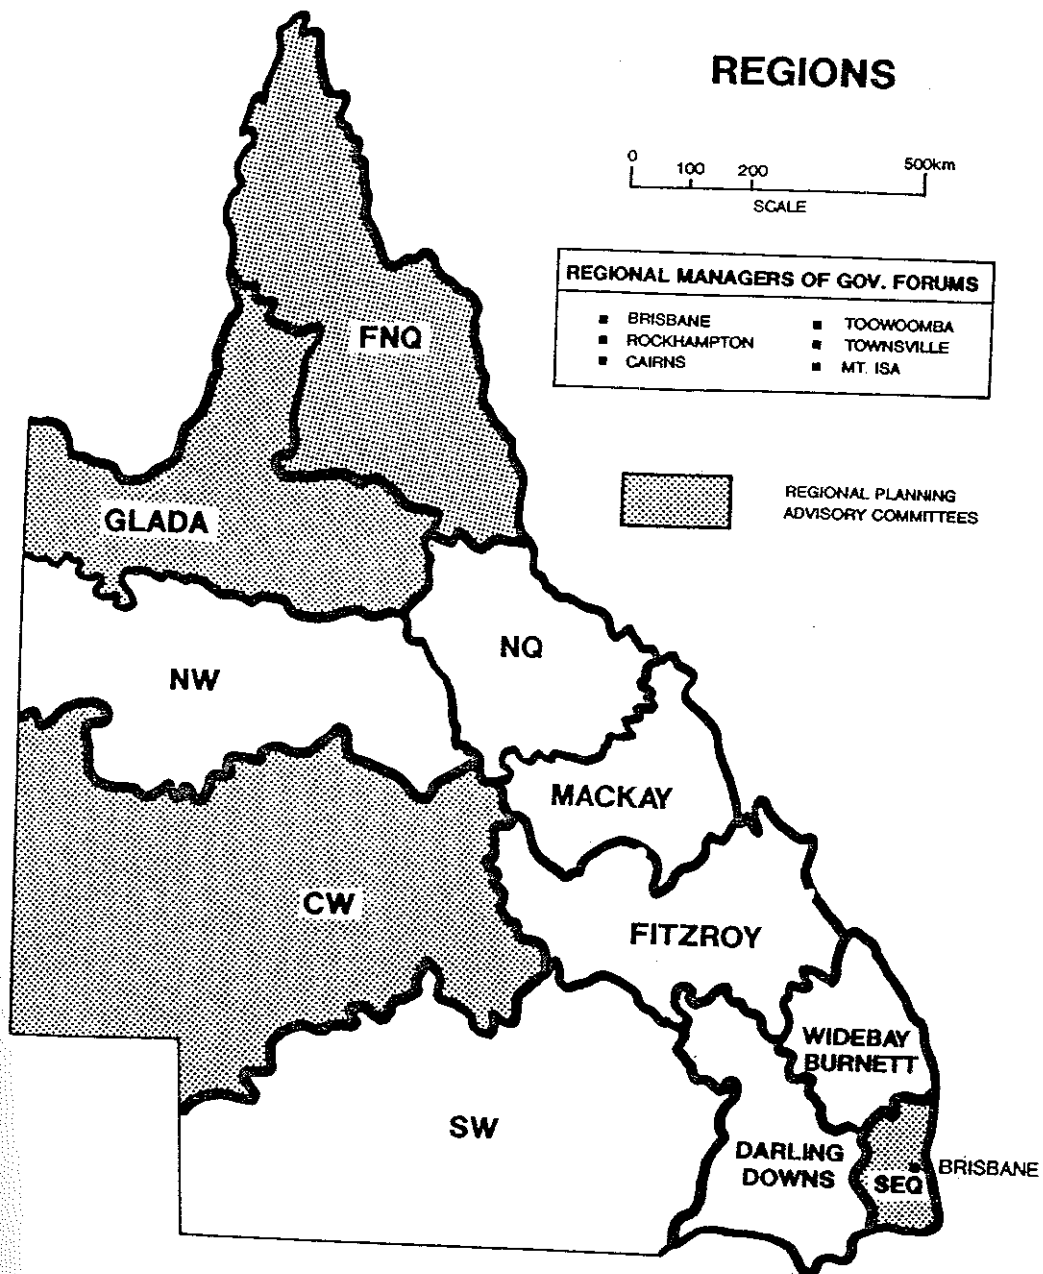 REGIONS
0 100 200 500km
SCALE
REGIONAL MANAGERS OF GOV. FORUMS
BRISBANE
ROCKHAMPTON
CAIRNS
TOOWOOMBA
TOWNSVILLE
MT. ISA
REGIONAL PLANNING
ADVISORY COMMITTEES
FNQ
GLADA
NQ
NW
MACKAY
CW
FITZROY
WIDEBAY
BURNETT
SW
DARLING
DOWNS
SEQ
BRISBANE